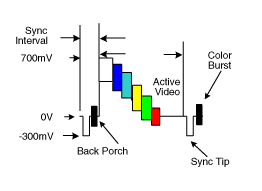 Sync
Interval
700mV
Color
Burst
Active
Video
0V
-300mV
Back Porch
Sync Tip